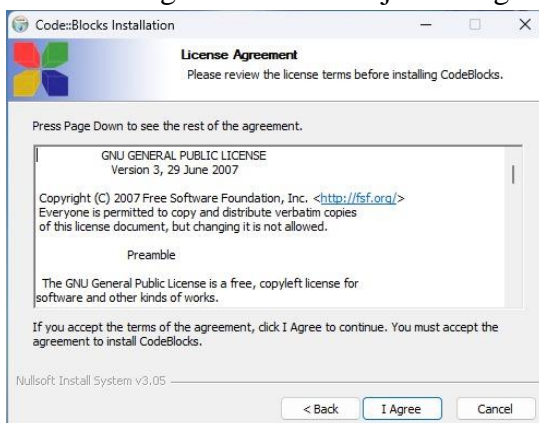 Code::Blocks Installation
License Agreement
Please review the license terms before installing CodeBlocks.
Press Page Down to see the rest of the agreement.
GNU GENERAL PUBLIC LICENSE
Version 3, 29 June 2007
Copyright (C) 2007 Free Software Foundation, Inc. <http://fsf.org/>
Everyone is permitted to copy and distribute verbatim copies
of this license document, but changing it is not allowed.
Preamble
The GNU General Public License is a free, copyleft license for
software and other kinds of works.
If you accept the terms of the agreement, click I Agree to continue. You must accept the
agreement to install CodeBlocks.
Nullsoft Install System v3.05
< Back I Agree Cancel